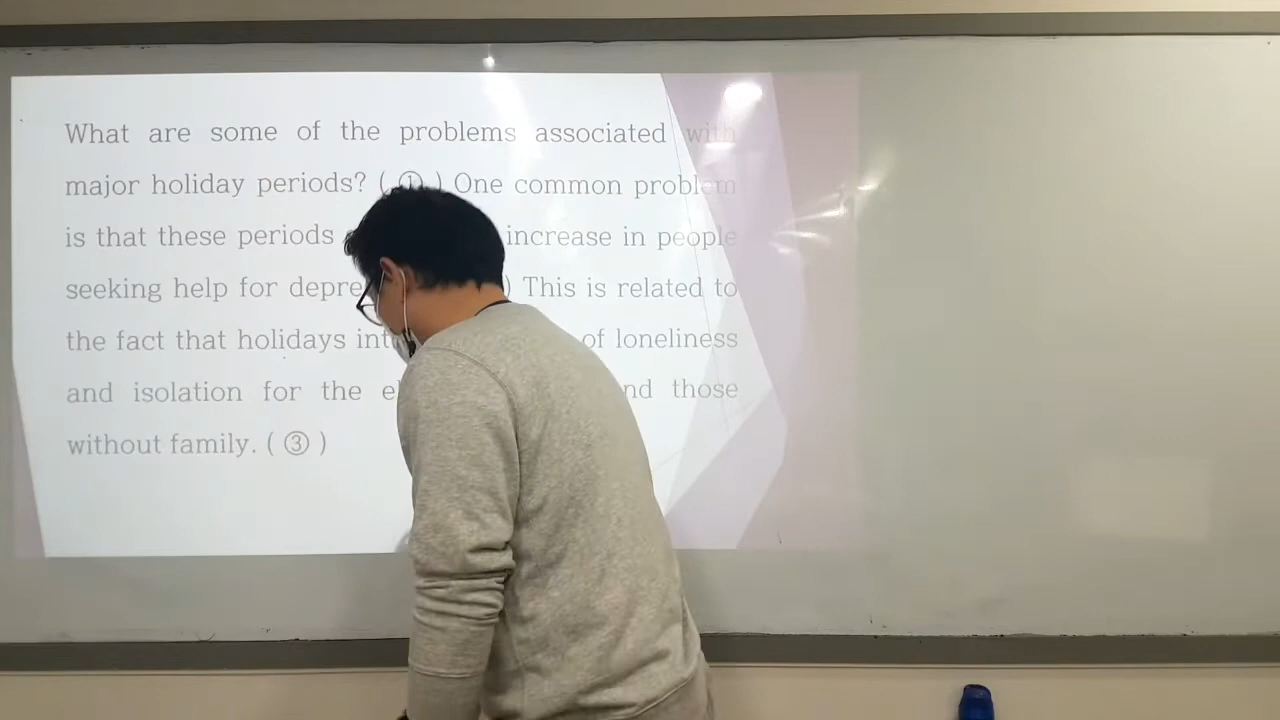 What are some of the problems associated with
major holiday periods? ( ① ) One common problem
is that these periods increase in people
seeking help for ) This is related to
the fact that holidays of loneliness
and isolation for the those
without family. ( ③ )